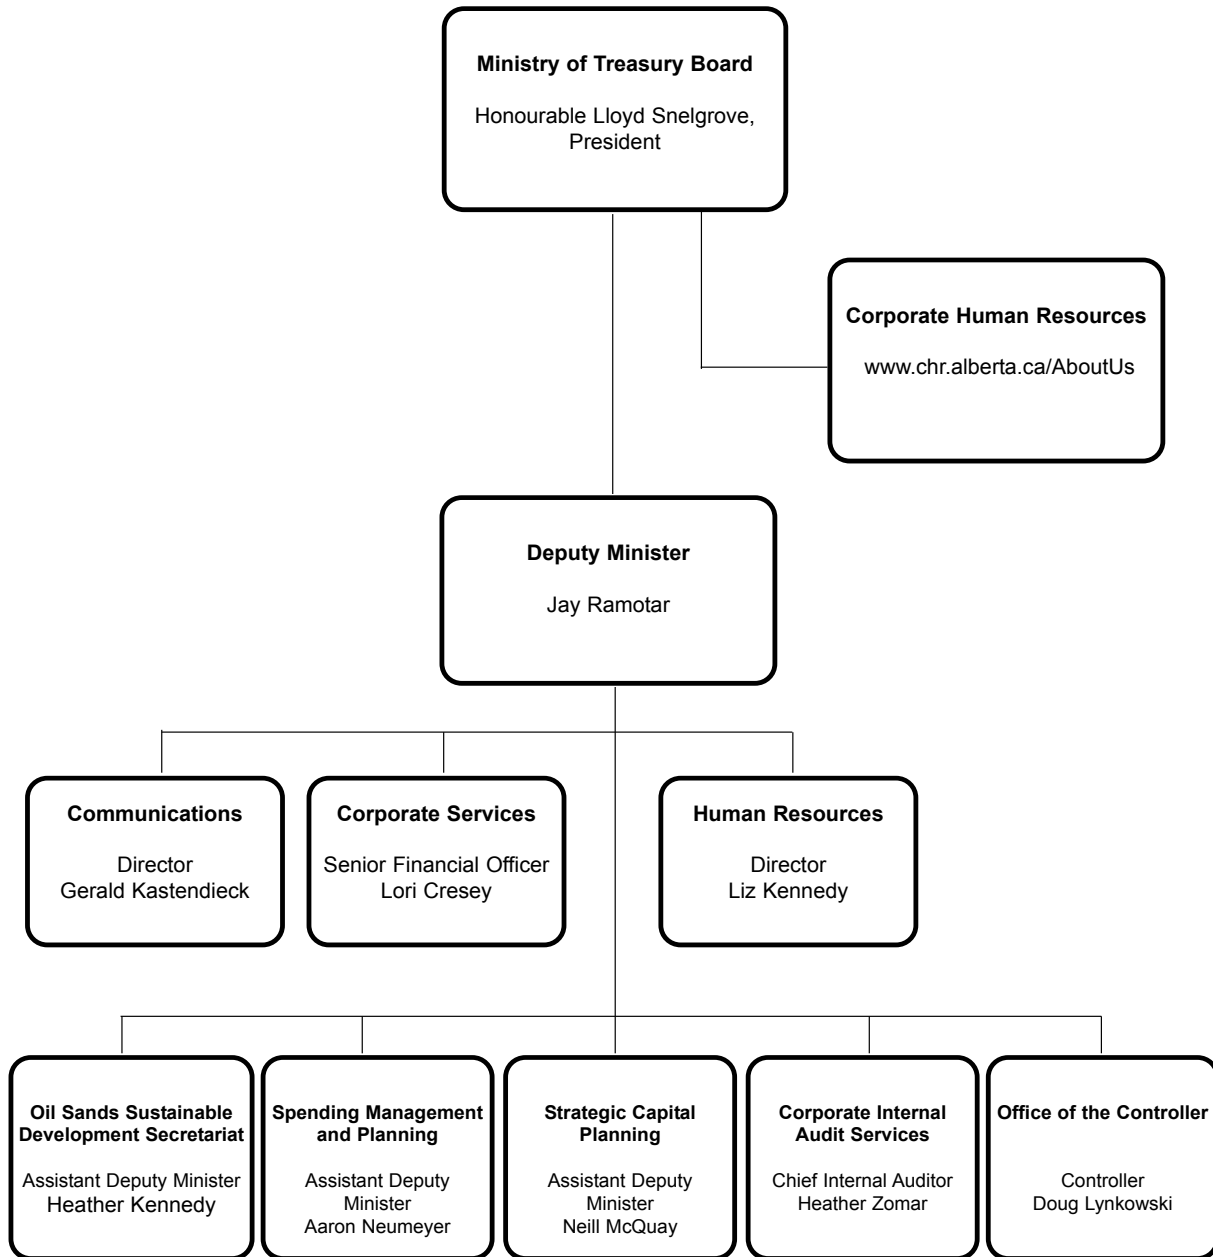 Ministry of Treasury Board
Honourable Lloyd Snelgrove,
President
Corporate Human Resources
www.chr.alberta.ca/AboutUs
Deputy Minister
Jay Ramotar
Communications
Director
Gerald Kastendieck
Corporate Services
Senior Financial Officer
Lori Cresey
Human Resources
Director
Liz Kennedy
Oil Sands Sustainable
Development Secretariat
Assistant Deputy Minister
Heather Kennedy
Spending Management
and Planning
Assistant Deputy
Minister
Aaron Neumeyer
Strategic Capital
Planning
Assistant Deputy
Minister
Neill McQuay
Corporate Internal
Audit Services
Chief Internal Auditor
Heather Zomar
Office of the Controller
Controller
Doug Lynkowski